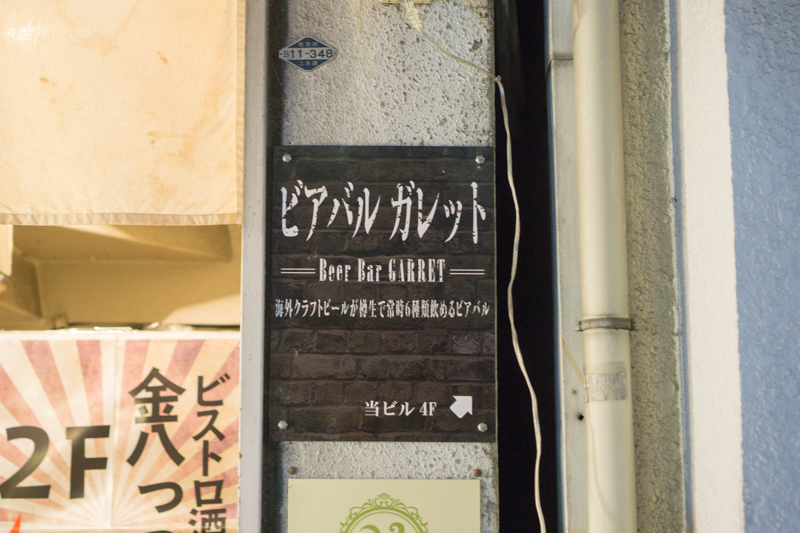 11-348
ビアバル ガレット
Beer Bar GARRET
海外クラフトビールが樽生で常時6種類飲めるビアバル
当ビル 4F
2F
ビストロ酒
金八っ